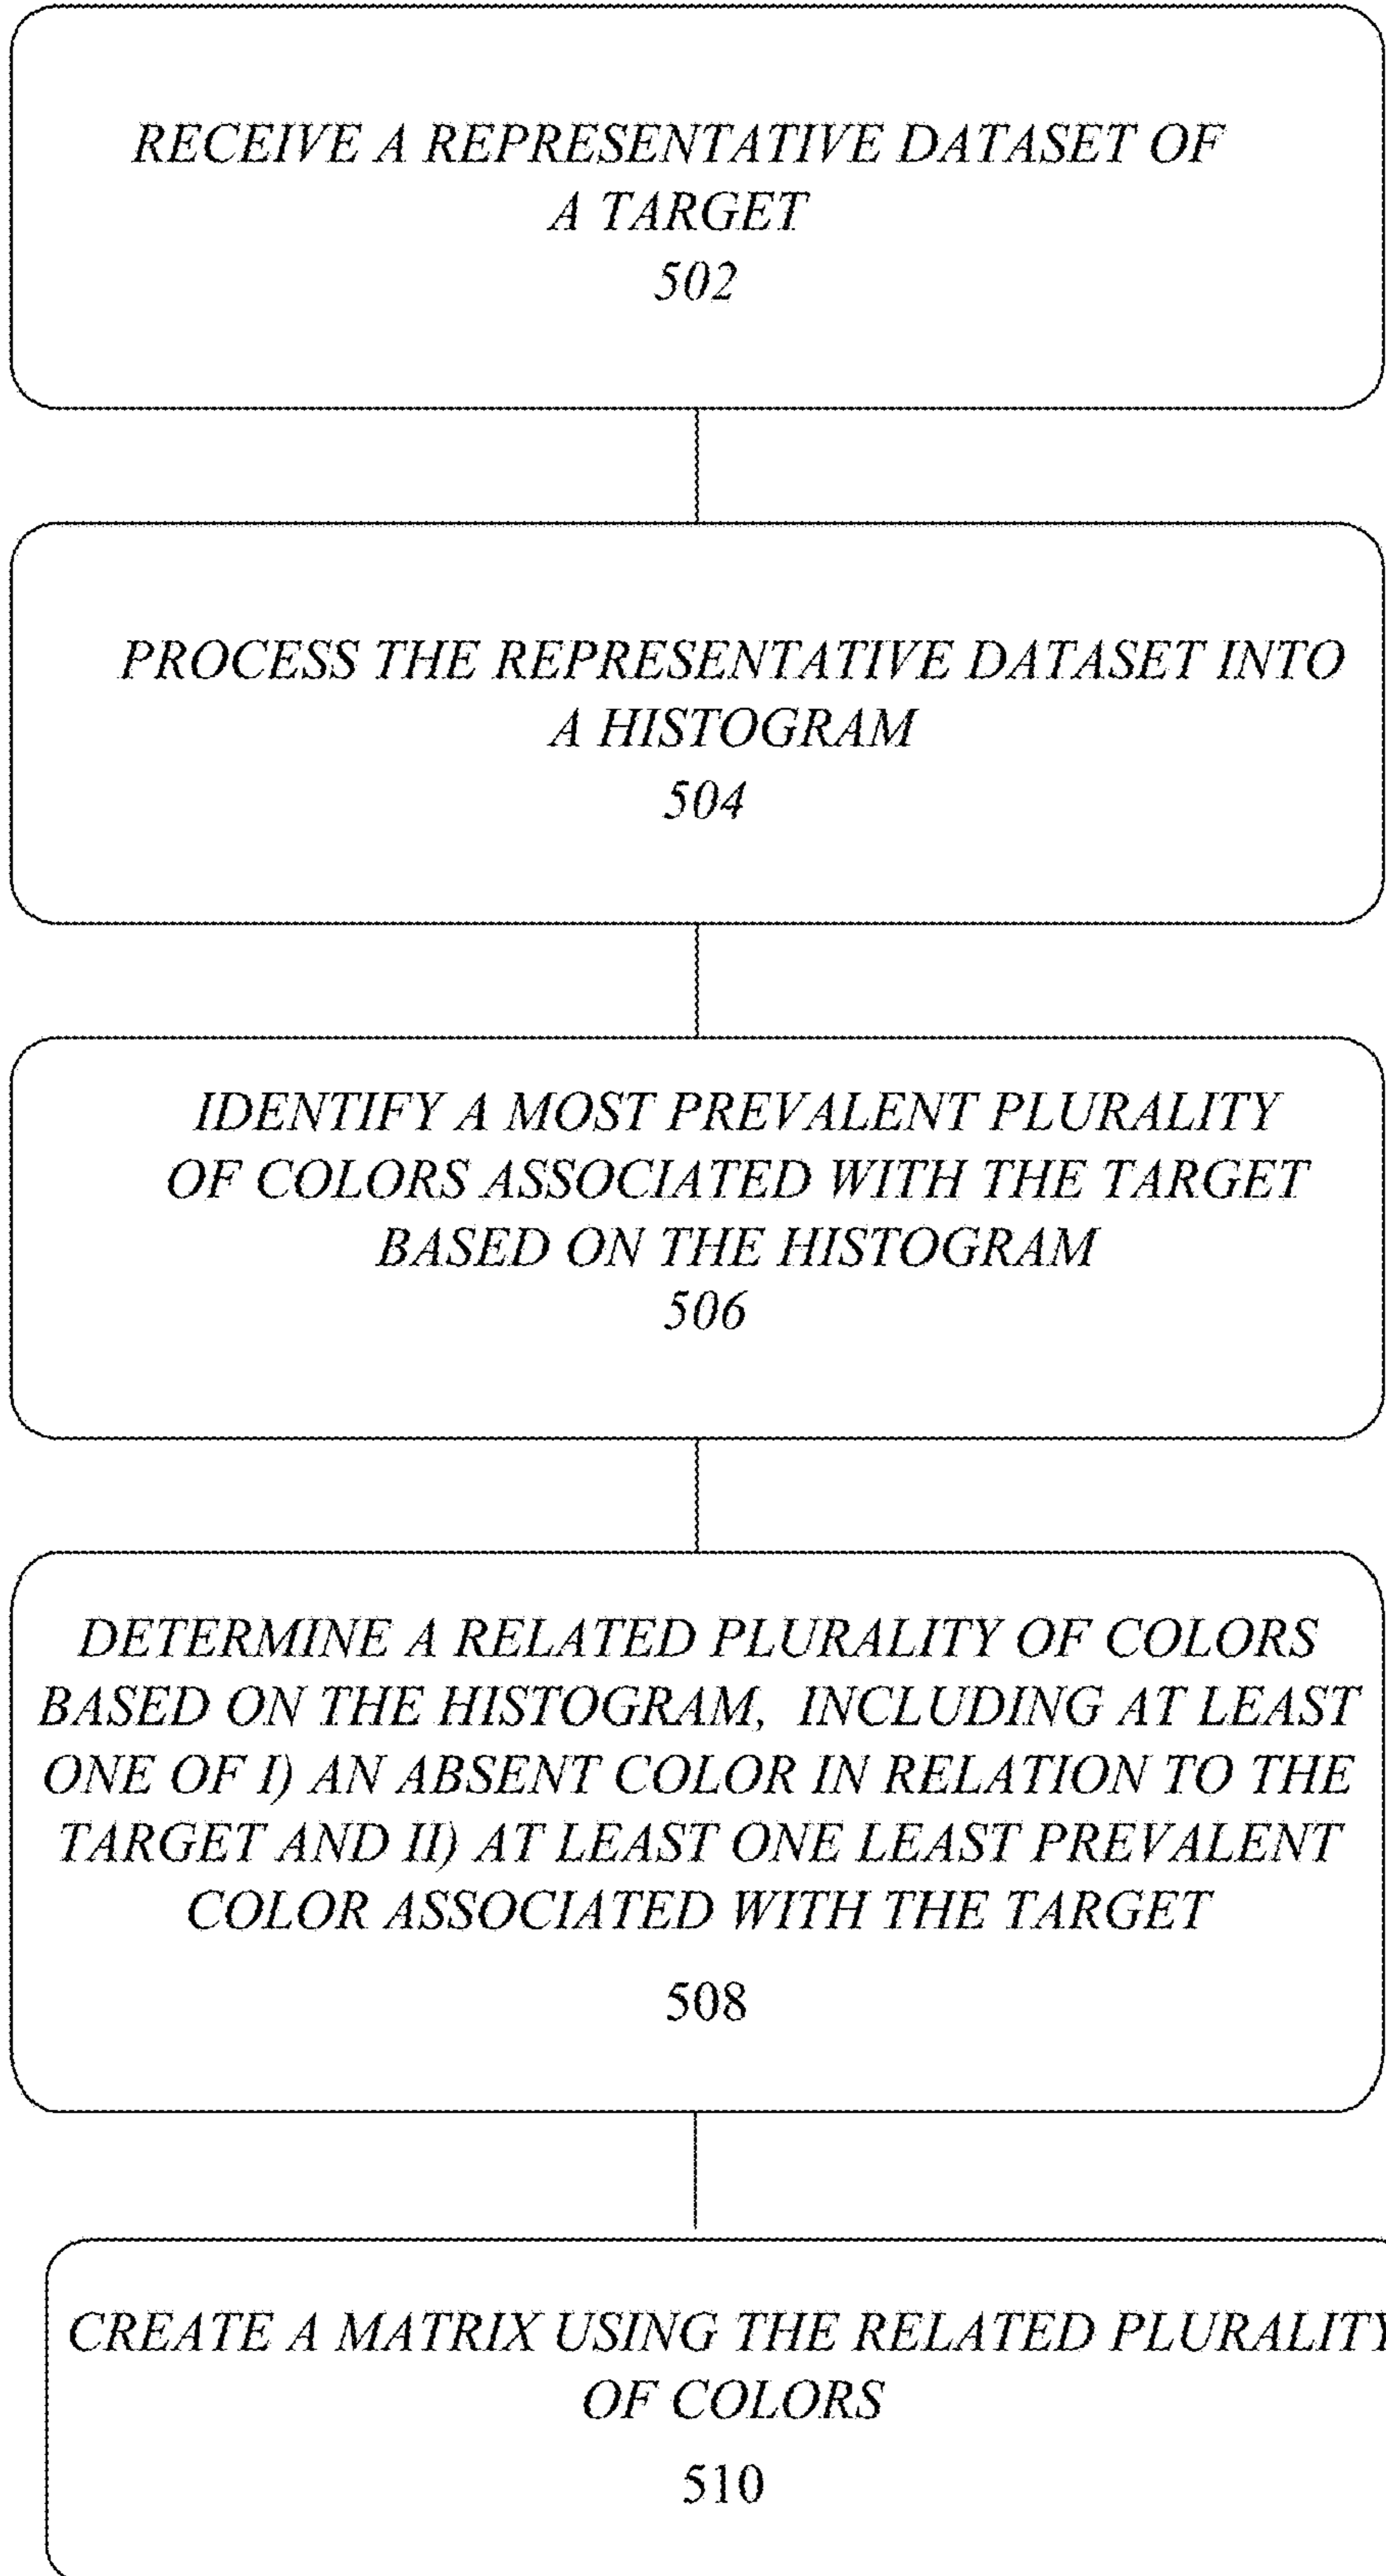 RECEIVE A REPRESENTATIVE DATASET OF
A TARGET
502
PROCESS THE REPRESENTATIVE DATASET INTO
A HISTOGRAM
504
IDENTIFY A MOST PREVALENT PLURALITY
OF COLORS ASSOCIATED WITH THE TARGET
BASED ON THE HISTOGRAM
506
DETERMINE A RELATED PLURALITY OF COLORS
BASED ON THE HISTOGRAM, INCLUDING AT LEAST
ONE OF I) AN ABSENT COLOR IN RELATION TO THE
TARGET AND II) AT LEAST ONE LEAST PREVALENT
COLOR ASSOCIATED WITH THE TARGET
508
CREATE A MATRIX USING THE RELATED PLURALITY
OF COLORS
510